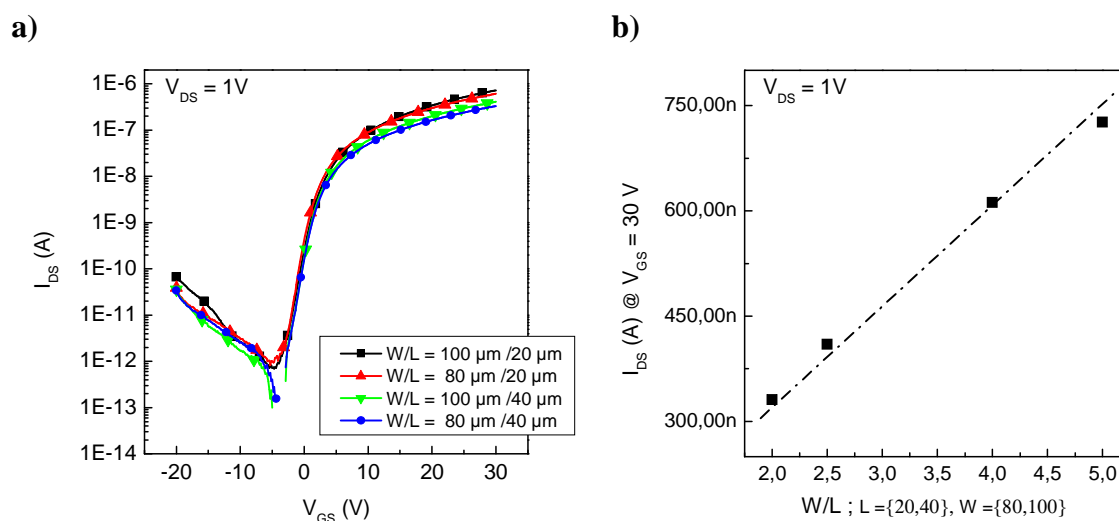 a)
V_DS = 1V
1E-6
1E-7
1E-8
1E-9
1E-10
1E-11
1E-12
1E-13
1E-14
I_DS (A)
W/L = 100 µm /20 µm
W/L = 80 µm /20 µm
W/L = 100 µm /40 µm
W/L = 80 µm /40 µm
-20 -10 0 10 20 30
V_GS (V)
b)
V_DS = 1V
750,00n
600,00n
450,00n
300,00n
I_DS (A) @ V_GS = 30 V
2,0 2,5 3,0 3,5 4,0 4,5 5,0
W/L ; L ={20,40}, W ={80,100}